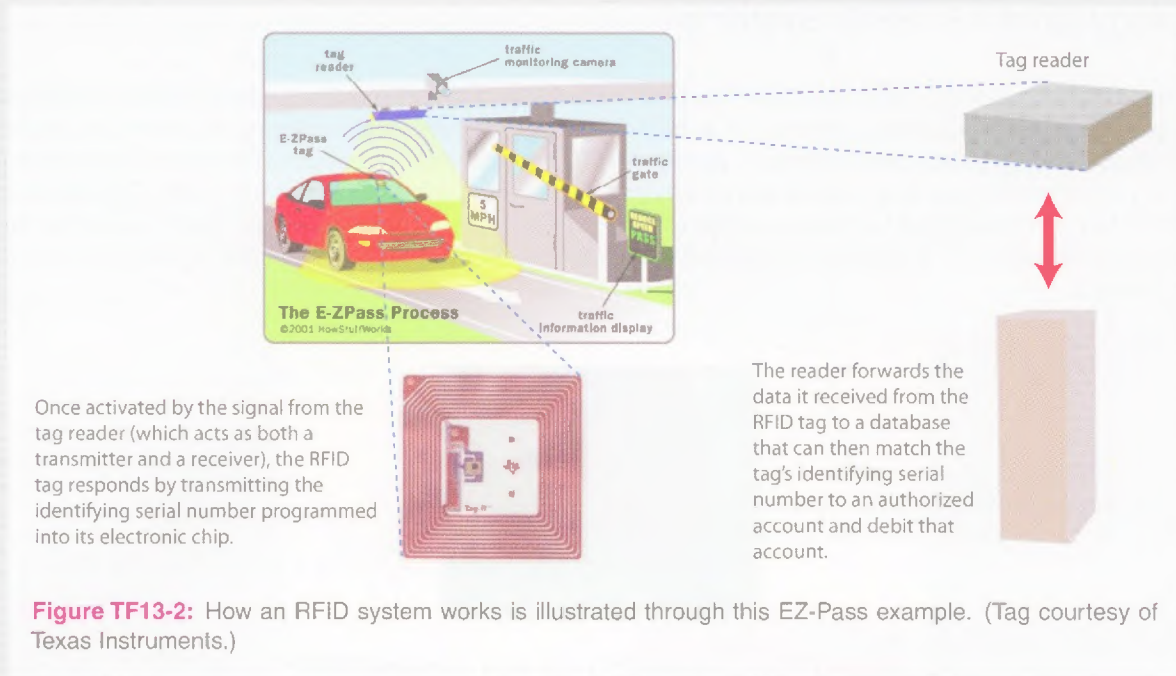 tag
reader
traffic
monitoring camera
Tag reader
E-ZPass
tag
traffic
gate
5
MPH
REDUCE
SPEED
PASS
The E-ZPass Process
©2001 HowStuffWorks
traffic
information display
Once activated by the signal from the
tag reader (which acts as both a
transmitter and a receiver), the RFID
tag responds by transmitting the
identifying serial number programmed
into its electronic chip.
Tag-it
The reader forwards the
data it received from the
RFID tag to a database
that can then match the
tag's identifying serial
number to an authorized
account and debit that
account.
Figure TF13-2: How an RFID system works is illustrated through this EZ-Pass example. (Tag courtesy of
Texas Instruments.)